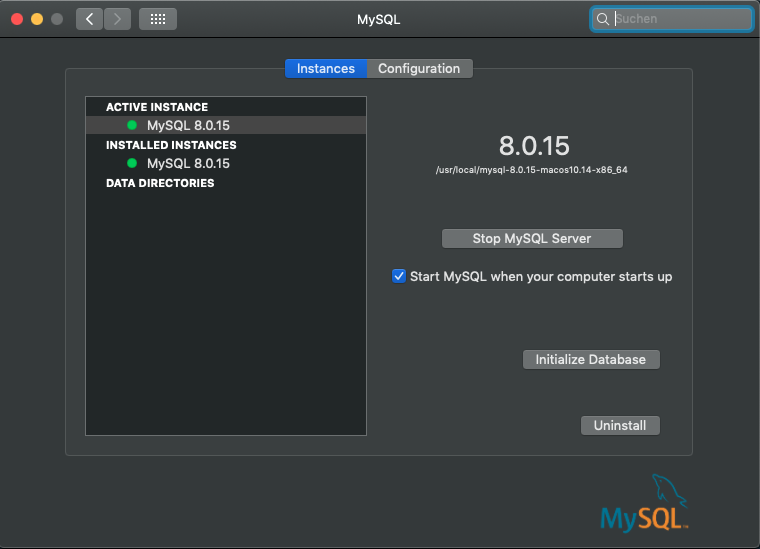 MySQL
Suchen
Instances
Configuration
ACTIVE INSTANCE
MySQL 8.0.15
INSTALLED INSTANCES
MySQL 8.0.15
DATA DIRECTORIES
8.0.15
/usr/local/mysql-8.0.15-macos10.14-x86_64
Stop MySQL Server
Start MySQL when your computer starts up
Initialize Database
Uninstall
MySQL™